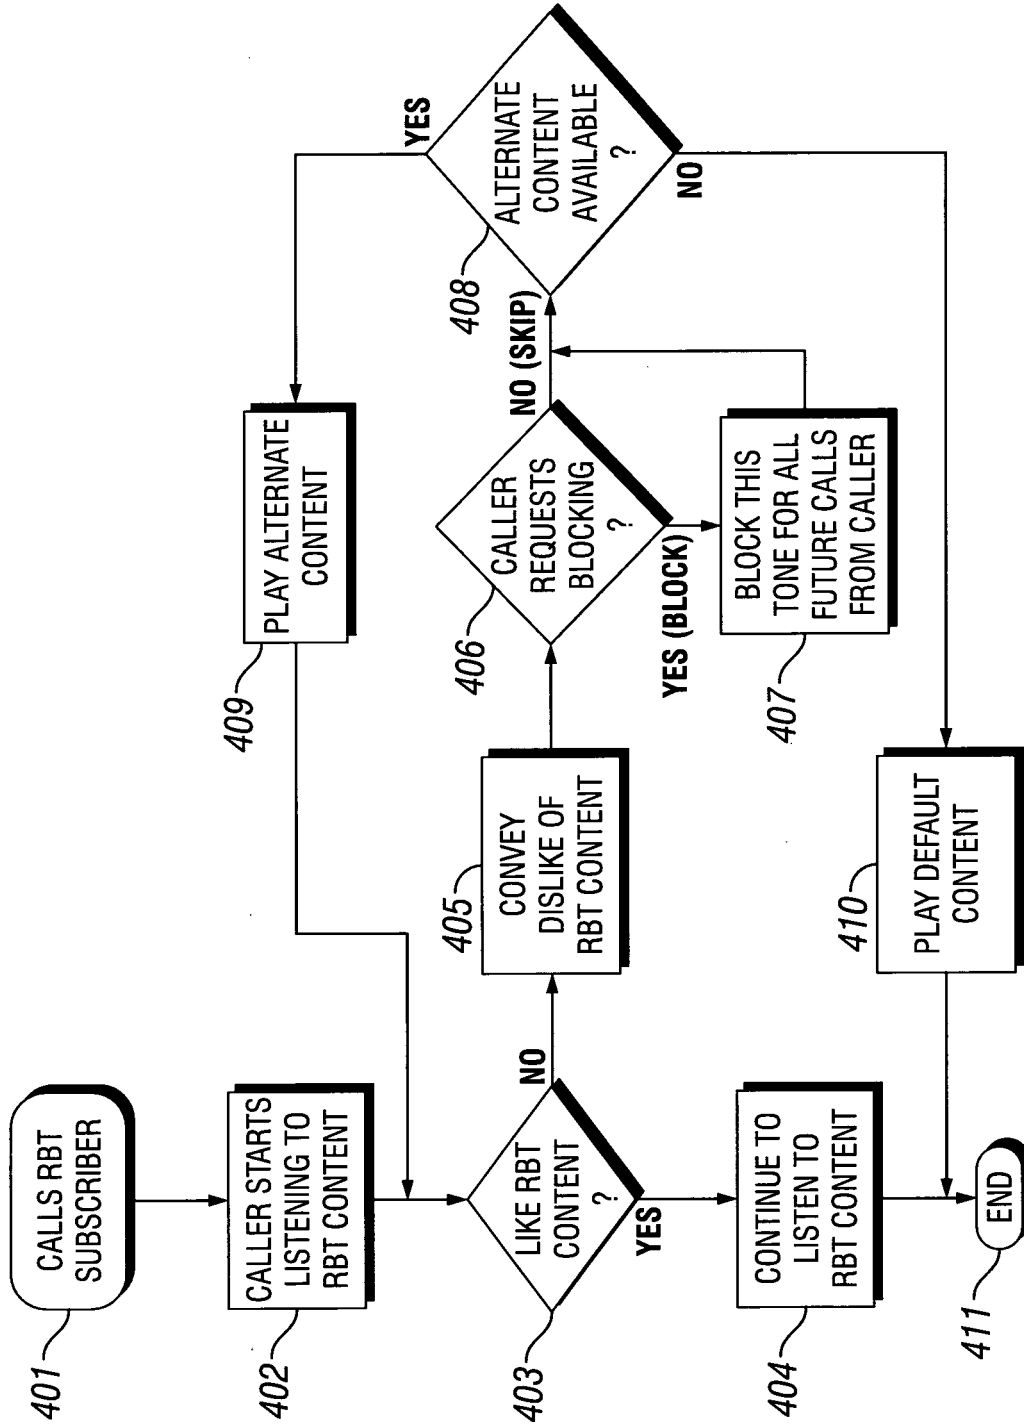 401
CALLS RBT
SUBSCRIBER
402
CALLER STARTS
LISTENING TO
RBT CONTENT
403
LIKE RBT
CONTENT
?
NO
YES
404
CONTINUE TO
LISTEN TO
RBT CONTENT
405
CONVEY
DISLIKE OF
RBT CONTENT
406
CALLER
REQUESTS
BLOCKING
?
NO (SKIP)
YES (BLOCK)
407
BLOCK THIS
TONE FOR ALL
FUTURE CALLS
FROM CALLER
408
ALTERNATE
CONTENT
AVAILABLE
?
YES
NO
409
PLAY ALTERNATE
CONTENT
410
PLAY DEFAULT
CONTENT
411
END